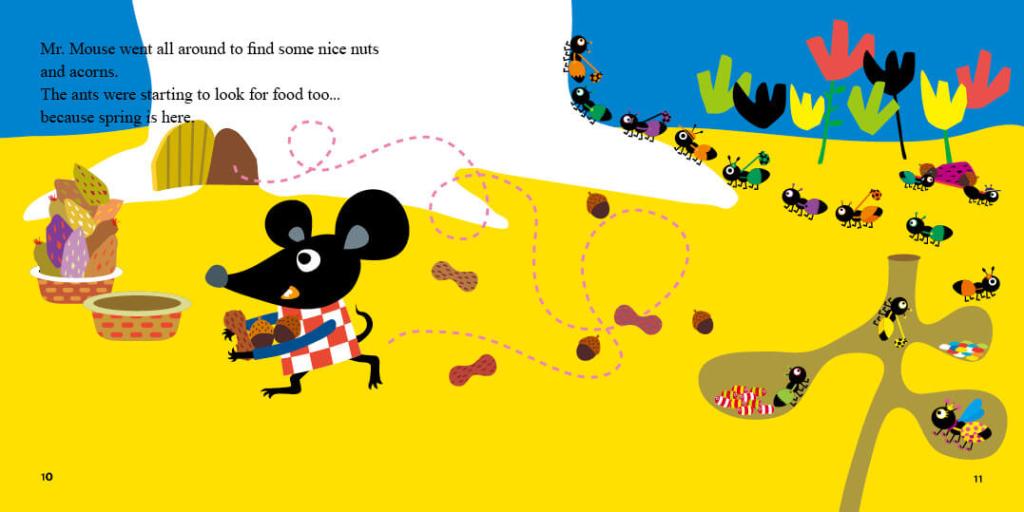 Mr. Mouse went all around to find some nice nuts
and acorns.
The ants were starting to look for food too...
because spring is here.
10
11